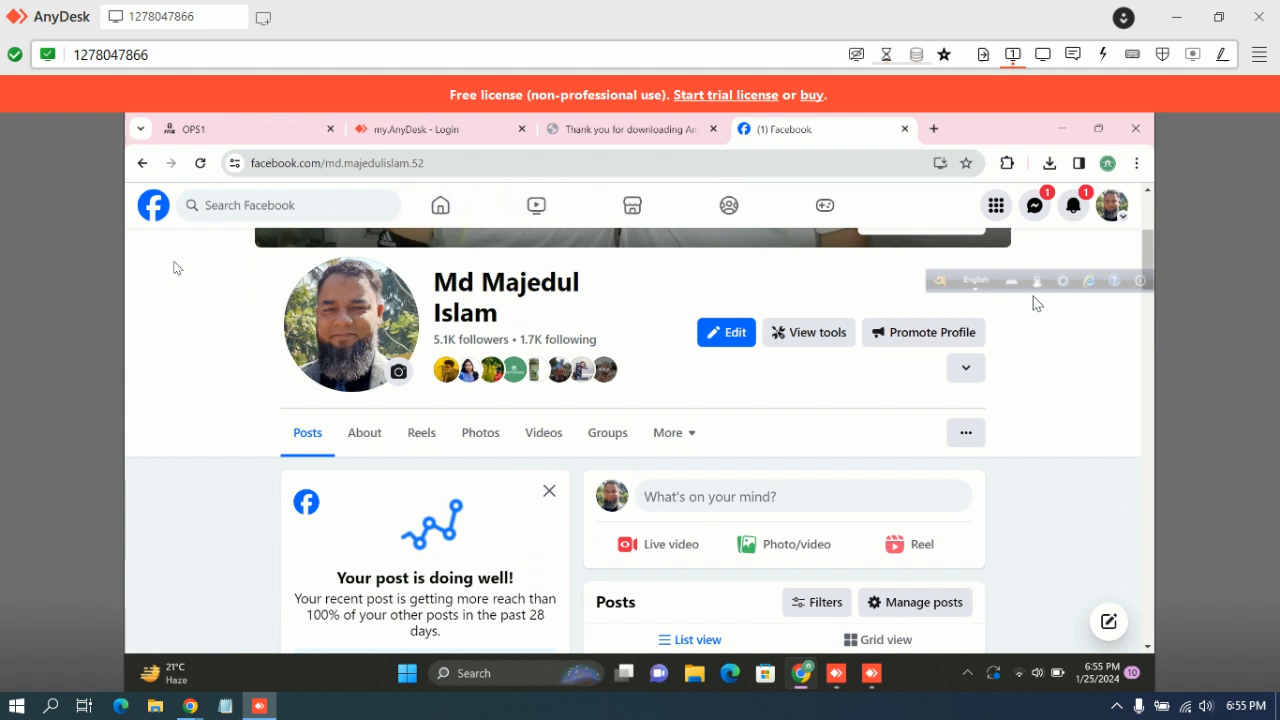 AnyDesk
1278047866
1278047866
Free license (non-professional use). Start trial license or buy.
OPS1
my.AnyDesk - Login
Thank you for downloading An
(1) Facebook
facebook.com/md.majedulislam.52
Search Facebook
1
1
English
Md Majedul
Islam
5.1K followers • 1.7K following
Edit
View tools
Promote Profile
Posts
About
Reels
Photos
Videos
Groups
More
What's on your mind?
Live video
Photo/video
Reel
Your post is doing well!
Your recent post is getting more reach than
100% of your other posts in the past 28
days.
Posts
Filters
Manage posts
List view
Grid view
21°C
Haze
Search
6:55 PM
1/25/2024
10
6:55 PM